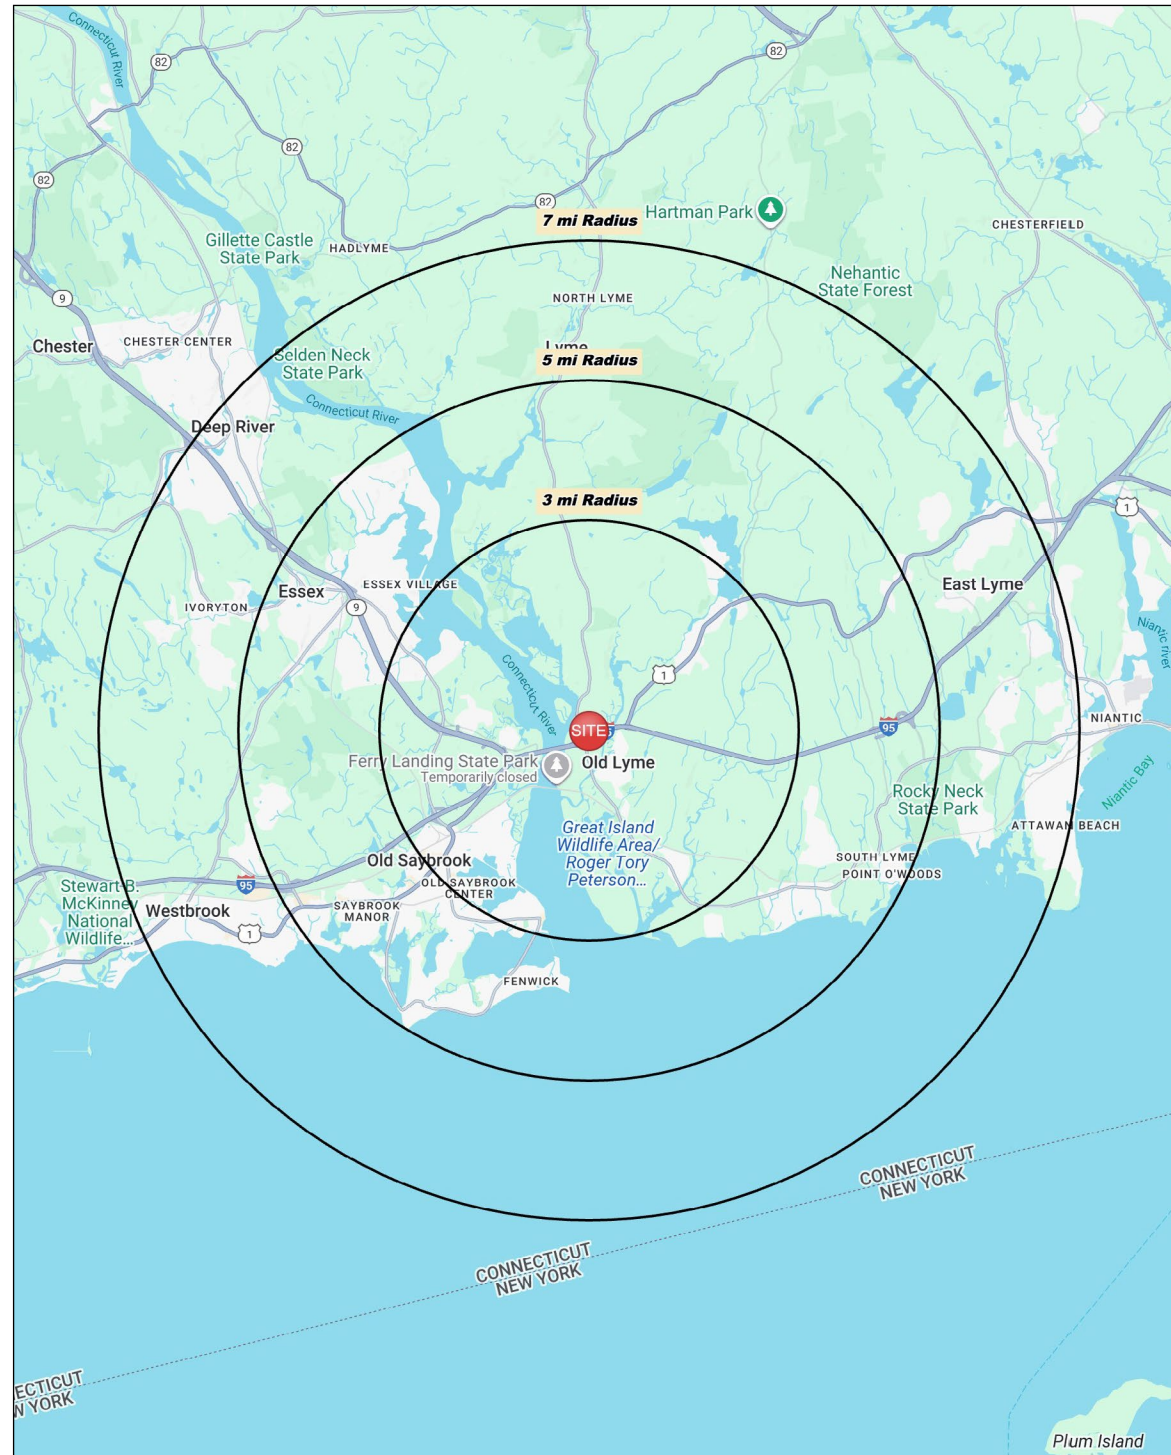 Connecticut River
82
82
82
82
82
7 mi Radius
Hartman Park
Gillette Castle
State Park
HADLYME
CHESTERFIELD
Nehantic
State Forest
9
NORTH LYME
Chester
CHESTER CENTER
Lyme
Selden Neck
State Park
5 mi Radius
Connecticut River
Deep River
3 mi Radius
1
Essex
ESSEX VILLAGE
East Lyme
IVORYTON
9
Niantic river
Connecticut River
1
NIANTIC
SITE
95
Ferry Landing State Park
Temporarily closed
Old Lyme
Niantic Bay
Rocky Neck
State Park
ATTAWAN BEACH
Great Island
Wildlife Area/
Roger Tory
Peterson...
Old Saybrook
SOUTH LYME
POINT O'WOODS
OLD SAYBROOK
CENTER
95
Stewart B.
McKinney
National
Wildlife...
Westbrook
SAYBROOK
MANOR
1
FENWICK
CONNECTICUT
NEW YORK
CONNECTICUT
NEW YORK
ECTICUT
W YORK
Plum Island